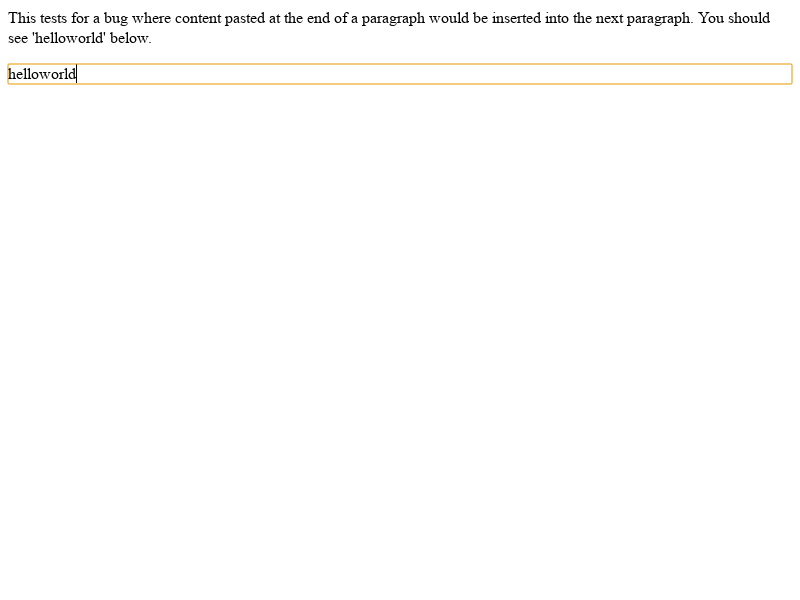 This tests for a bug where content pasted at the end of a paragraph would be inserted into the next paragraph. You should
see 'helloworld' below.
helloworld